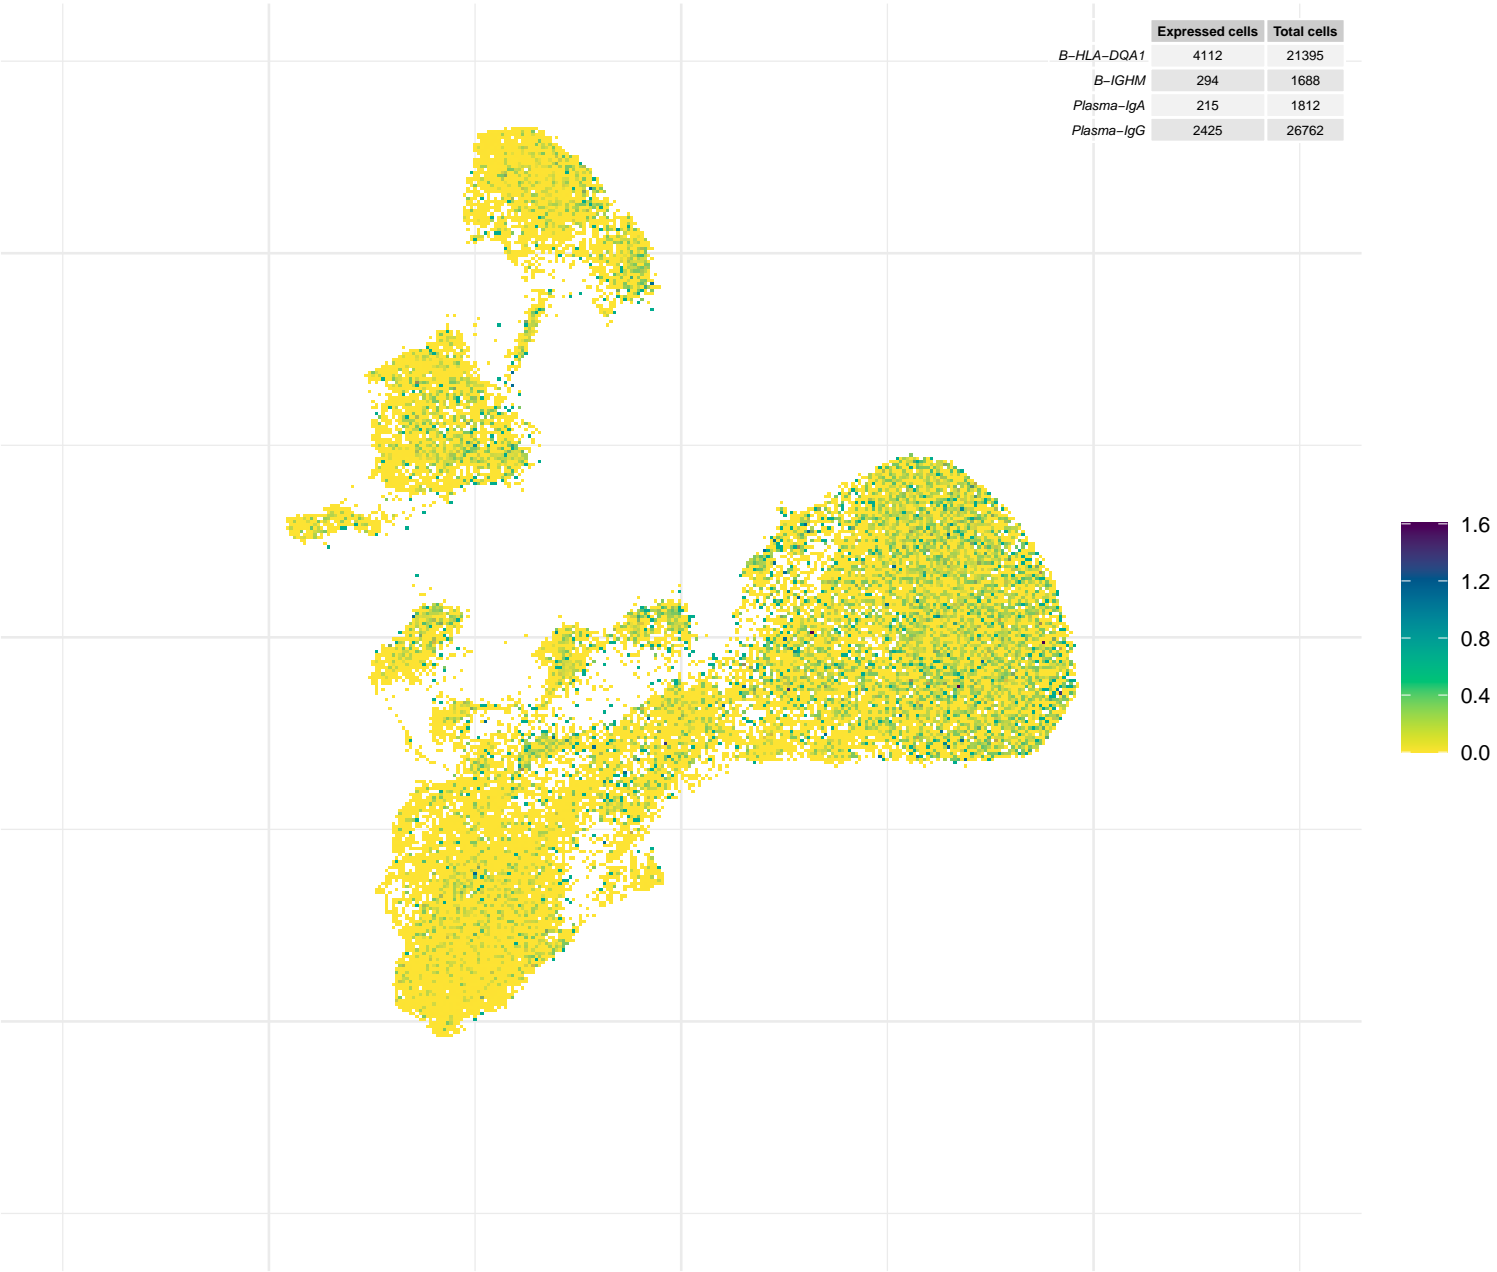 Expressed cells Total cells
B–HLA–DQA1 4112 21395
B–IGHM 294 1688
Plasma–IgA 215 1812
Plasma–IgG 2425 26762
1.6
1.2
0.8
0.4
0.0